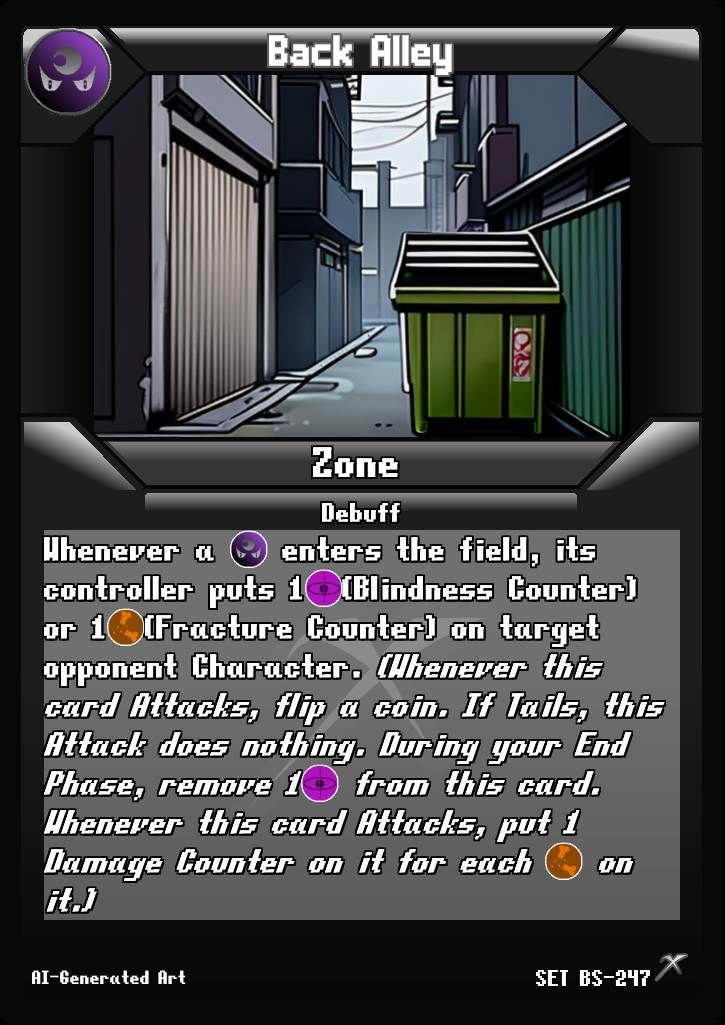 Back Alley
Zone
Debuff
Whenever a enters the field, its
controller puts 1 (Blindness Counter)
or 1 (Fracture Counter) on target
opponent Character. (Whenever this
card Attacks, flip a coin. If Tails, this
Attack does nothing. During your End
Phase, remove 1 from this card.
Whenever this card Attacks, put 1
Damage Counter on it for each on
it.)
AI-Generated Art
SET BS-247